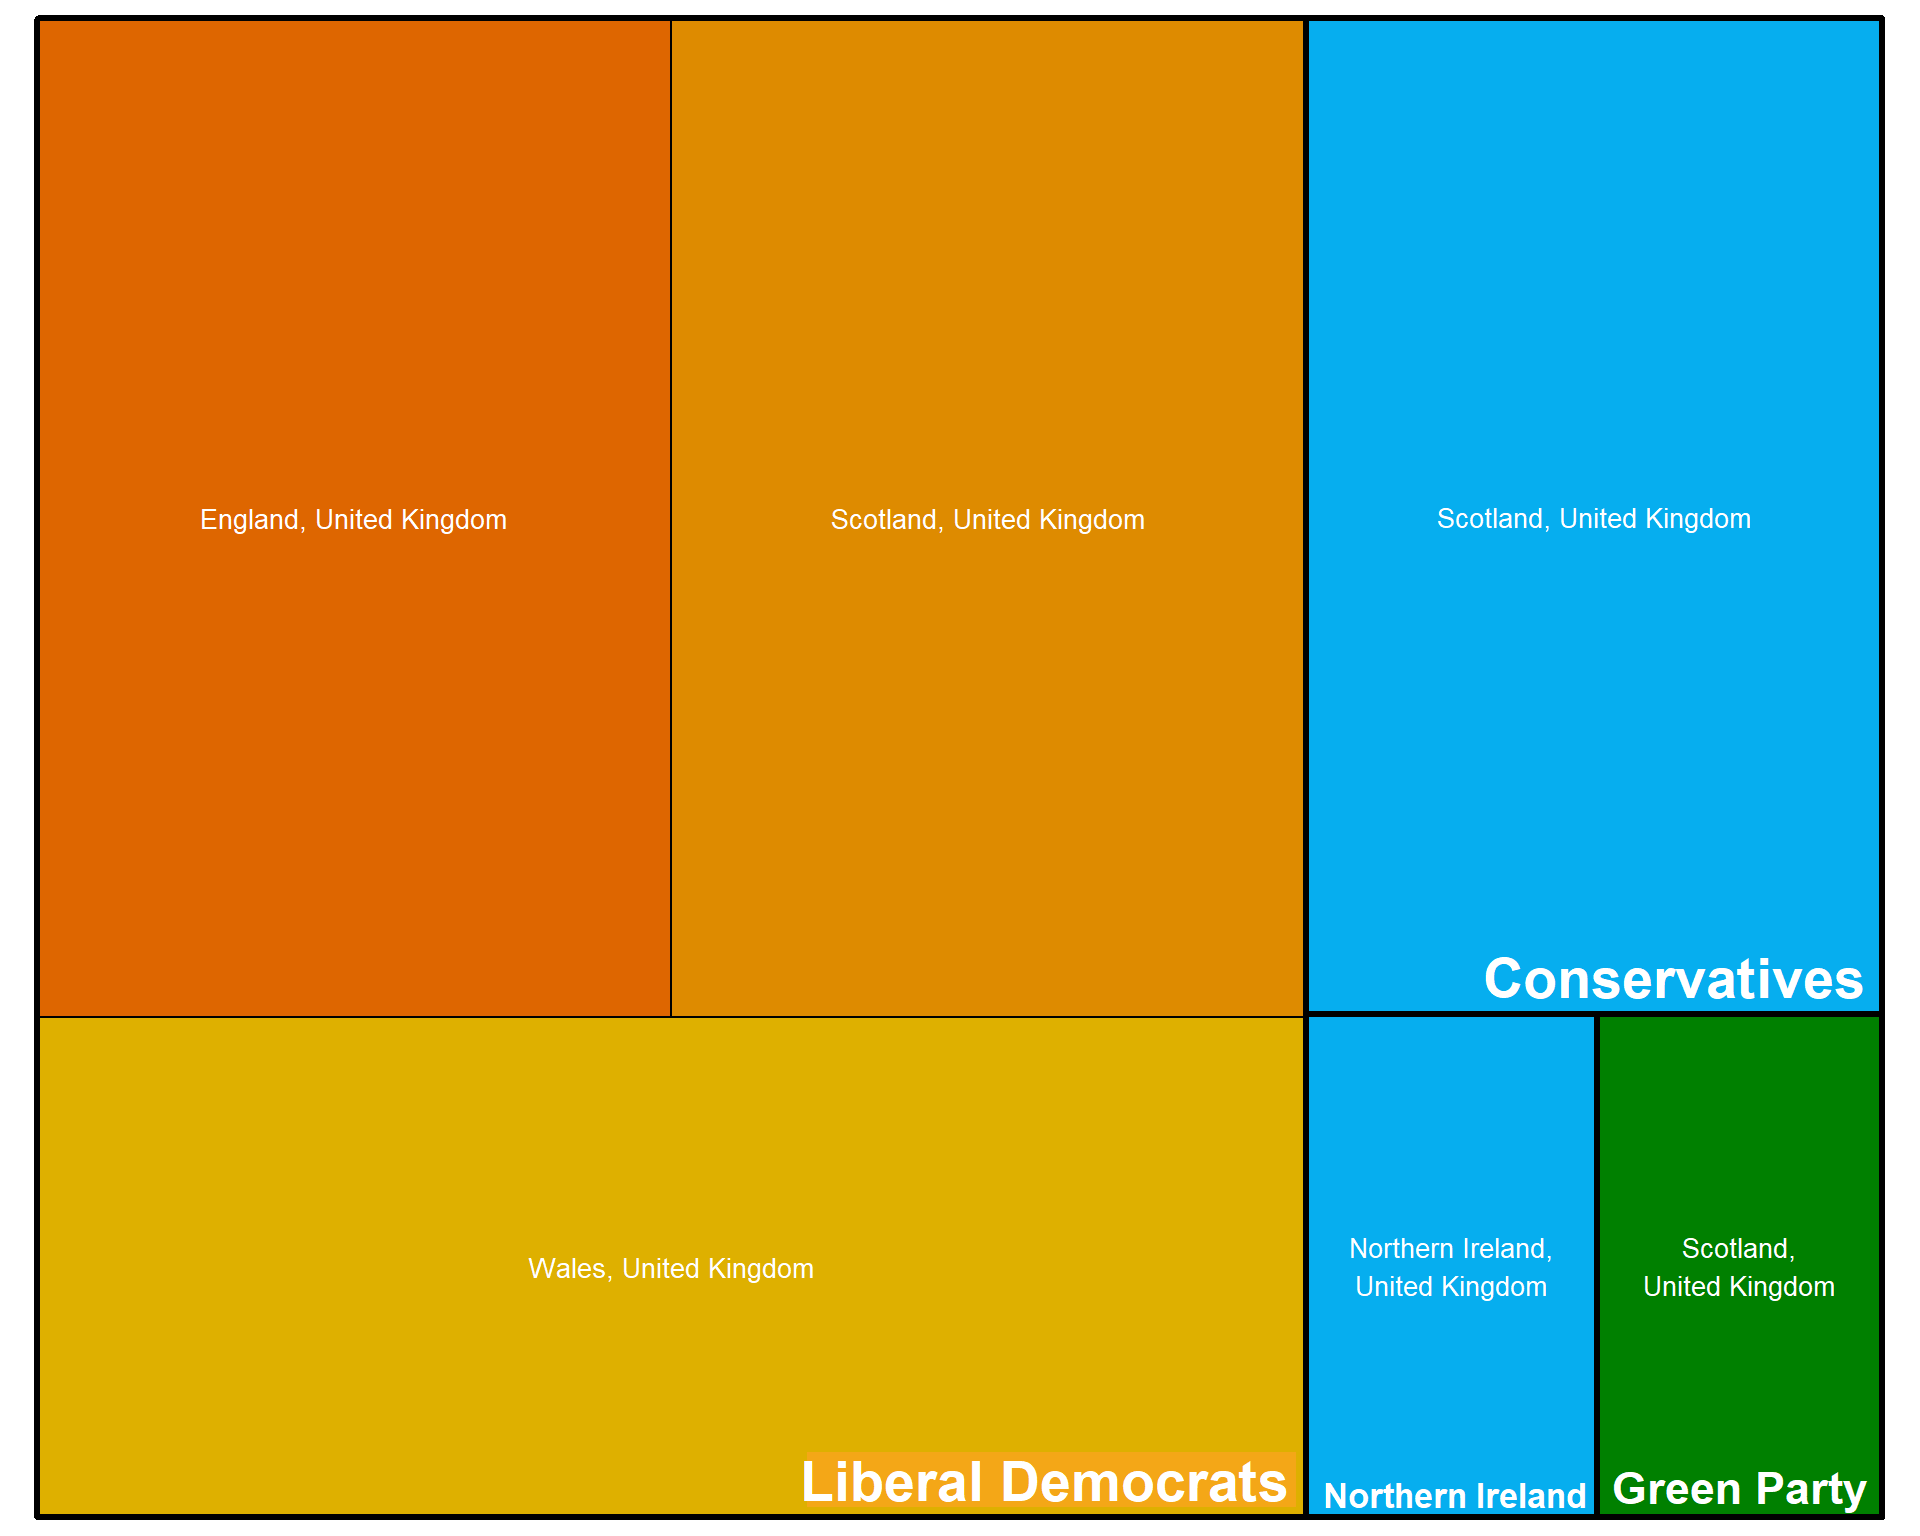 England, United Kingdom
Scotland, United Kingdom
Scotland, United Kingdom
Conservatives
Wales, United Kingdom
Liberal Democrats
Northern Ireland,
United Kingdom
Northern Ireland
Scotland,
United Kingdom
Green Party